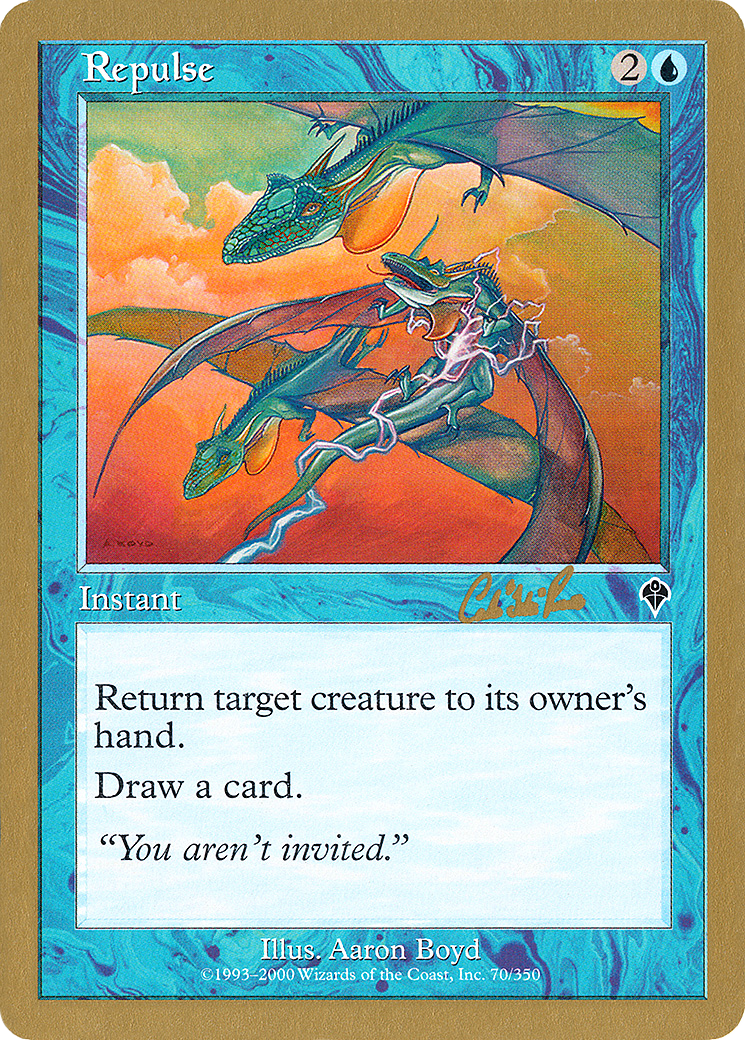 Repulse 2
A. BOYD
Instant
Return target creature to its owner's
hand.
Draw a card.
“You aren't invited.”
Illus. Aaron Boyd
©1993–2000 Wizards of the Coast, Inc. 70/350